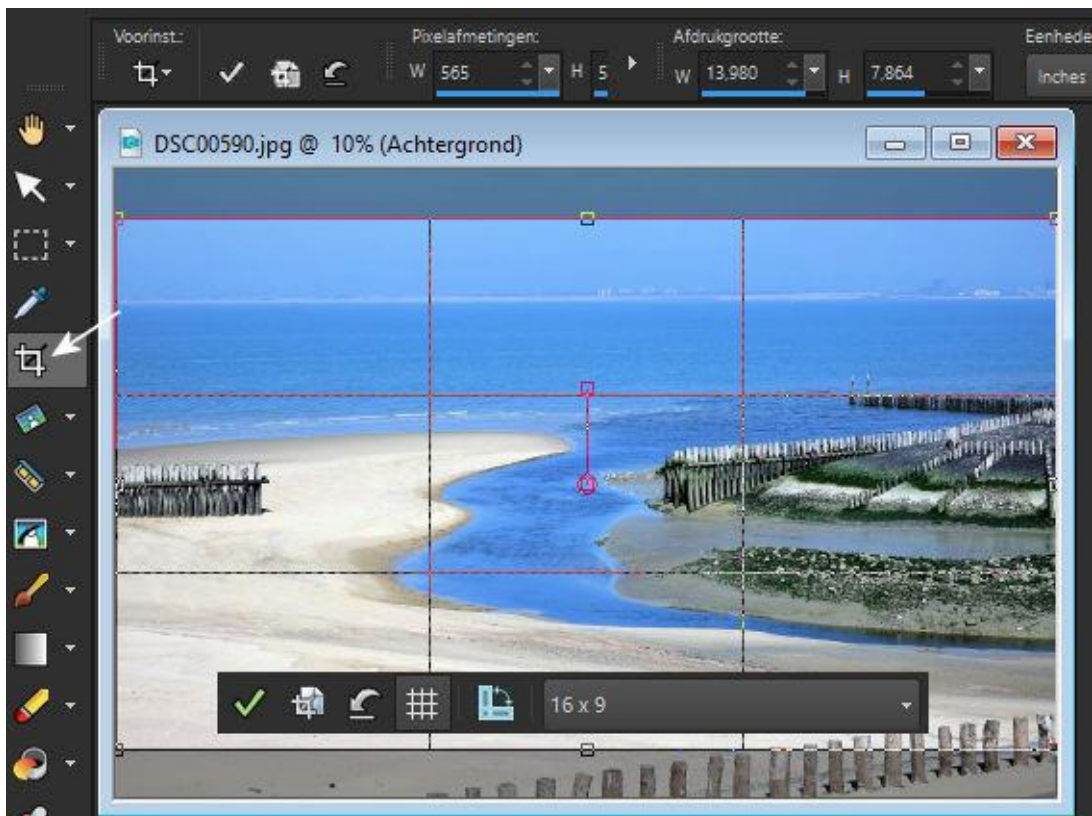 Voorinst.: Pixelafmetingen: Afdrukgrootte: Eenhede
W 565 H 5 W 13,980 H 7,864 Inches
DSC00590.jpg @ 10% (Achtergrond)
16 x 9